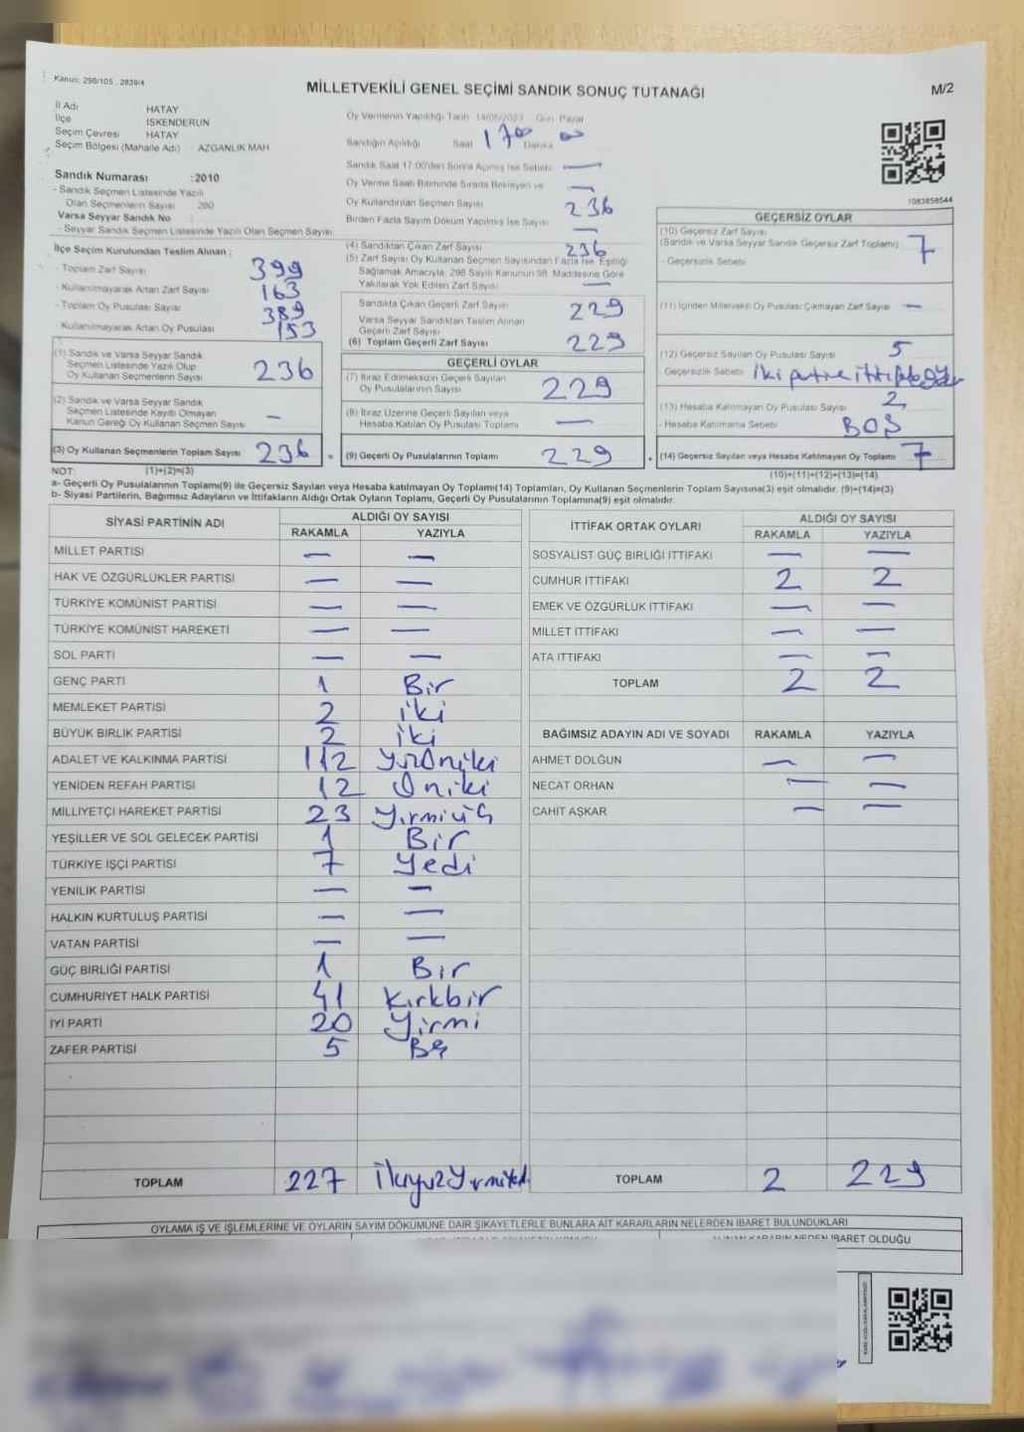 Kanun: 298/105 , 2839/4
MİLLETVEKİLİ GENEL SEÇİMİ SANDIK SONUÇ TUTANAĞI
M/2
İl Adı HATAY
İlçe İSKENDERUN
Seçim Çevresi HATAY
Seçim Bölgesi (Mahalle Adı) AZGANLIK MAH
Sandık Numarası :2010
- Sandık Seçmen Listesinde Yazılı
Olan Seçmenlerin Sayısı
Varsa Seyyar Sandık No
- Seyyar Sandık Seçmen Listesinde Yazılı Olan Seçmen Sayısı
İlçe Seçim Kurulundan Teslim Alınan :
- Toplam Zarf Sayısı 399
- Kullanılmayarak Artan Zarf Sayısı 163
- Toplam Oy Pusulası Sayısı 389
- Kullanılmayarak Artan Oy Pusulası 153
(1) Sandık ve Varsa Seyyar Sandık
Seçmen Listesinde Yazılı Olup
Oy Kullanan Seçmenlerin Sayısı 236
(2) Sandık ve Varsa Seyyar Sandık
Seçmen Listesinde Kaydı Olmayan
Kanun Gereği Oy Kullanan Seçmen Sayısı —
(3) Oy Kullanan Seçmenlerin Toplam Sayısı 236
Oy Vermenin Yapıldığı Tarih 14/05/2023 Gün Pazar
Sandığın Açıldığı Saat 17 00 Dakika 00
Sandık Saat 17:00'den Sonra Açılmış İse Sebebi —
Oy Verme Saati Bitiminde Sırada Bekleyen ve —
Oy Kullandırılan Seçmen Sayısı 236
Birden Fazla Sayım Döküm Yapılmış İse Sayısı —
(4) Sandıktan Çıkan Zarf Sayısı 236
(5) Zarf Sayısı Oy Kullanan Seçmen Sayısından Fazla İse, Eşitliği
Sağlamak Amacıyla, 298 Sayılı Kanunun 98. Maddesine Göre
Yakılarak Yok Edilen Zarf Sayısı —
Sandıkta Çıkan Geçerli Zarf Sayısı 229
Varsa Seyyar Sandıktan Teslim Alınan
Geçerli Zarf Sayısı
(6) Toplam Geçerli Zarf Sayısı 229
GEÇERLİ OYLAR
(7) İtiraz Edilmeksizin Geçerli Sayılan
Oy Pusulalarının Sayısı 229
(8) İtiraz Üzerine Geçerli Sayılan veya
Hesaba Katılan Oy Pusulası Toplamı —
(9) Geçerli Oy Pusulalarının Toplamı 229
1083858544
GEÇERSİZ OYLAR
(10) Geçersiz Zarf Sayısı
(Sandık ve Varsa Seyyar Sandık Geçersiz Zarf Toplamı) 7
- Geçersizlik Sebebi
(11) İçinden Milletvekili Oy Pusulası Çıkmayan Zarf Sayısı —
(12) Geçersiz Sayılan Oy Pusulası Sayısı 5
Geçersizlik Sebebi iki
(13) Hesaba Katılmayan Oy Pusulası Sayısı 2
- Hesaba Katılmama Sebebi BOŞ
(14) Geçersiz Sayılan veya Hesaba Katılmayan Oy Toplamı 7
NOT: (1)+(2)=(3) (10)+(11)+(12)+(13)=(14)
a- Geçerli Oy Pusulalarının Toplamı(9) ile Geçersiz Sayılan veya Hesaba katılmayan Oy Toplamı(14) Toplamları, Oy Kullanan Seçmenlerin Toplam Sayısına(3) eşit olmalıdır. (9)+(14)=(3)
b- Siyasi Partilerin, Bağımsız Adayların ve İttifakların Aldığı Ortak Oyların Toplamı, Geçerli Oy Pusulalarının Toplamına(9) eşit olmalıdır.
SİYASİ PARTİNİN ADI ALDIĞI OY SAYISI
RAKAMLA YAZIYLA
MİLLET PARTİSİ — —
HAK VE ÖZGÜRLÜKLER PARTİSİ — —
TÜRKİYE KOMÜNİST PARTİSİ — —
TÜRKİYE KOMÜNİST HAREKETİ — —
SOL PARTİ — —
GENÇ PARTİ 1 Bir
MEMLEKET PARTİSİ 2 iki
BÜYÜK BİRLİK PARTİSİ 2 iki
ADALET VE KALKINMA PARTİSİ 112 Yüzoniki
YENİDEN REFAH PARTİSİ 12 Oniki
MİLLİYETÇİ HAREKET PARTİSİ 23 Yirmiüç
YEŞİLLER VE SOL GELECEK PARTİSİ 1 Bir
TÜRKİYE İŞÇİ PARTİSİ 7 Yedi
YENİLİK PARTİSİ — —
HALKIN KURTULUŞ PARTİSİ — —
VATAN PARTİSİ — —
GÜÇ BİRLİĞİ PARTİSİ 1 Bir
CUMHURİYET HALK PARTİSİ 41 Kırkbir
İYİ PARTİ 20 Yirmi
ZAFER PARTİSİ 5 Beş
TOPLAM 227 ikiyüzyirmiyedi
İTTİFAK ORTAK OYLARI ALDIĞI OY SAYISI
RAKAMLA YAZIYLA
SOSYALİST GÜÇ BİRLİĞİ İTTİFAKI — —
CUMHUR İTTİFAKI 2 2
EMEK VE ÖZGÜRLÜK İTTİFAKI — —
MİLLET İTTİFAKI — —
ATA İTTİFAKI — —
TOPLAM 2 2
BAĞIMSIZ ADAYIN ADI VE SOYADI RAKAMLA YAZIYLA
AHMET DOLĞUN — —
NECAT ORHAN — —
CAHİT AŞKAR — —
TOPLAM 2 229
OYLAMA İŞ VE İŞLEMLERİNE VE OYLARIN SAYIM DÖKÜMÜNE DAİR ŞİKAYETLERLE BUNLARA AİT KARARLARIN NELERDEN İBARET BULUNDUKLARI
ALINAN KARARIN NEDEN İBARET OLDUĞU